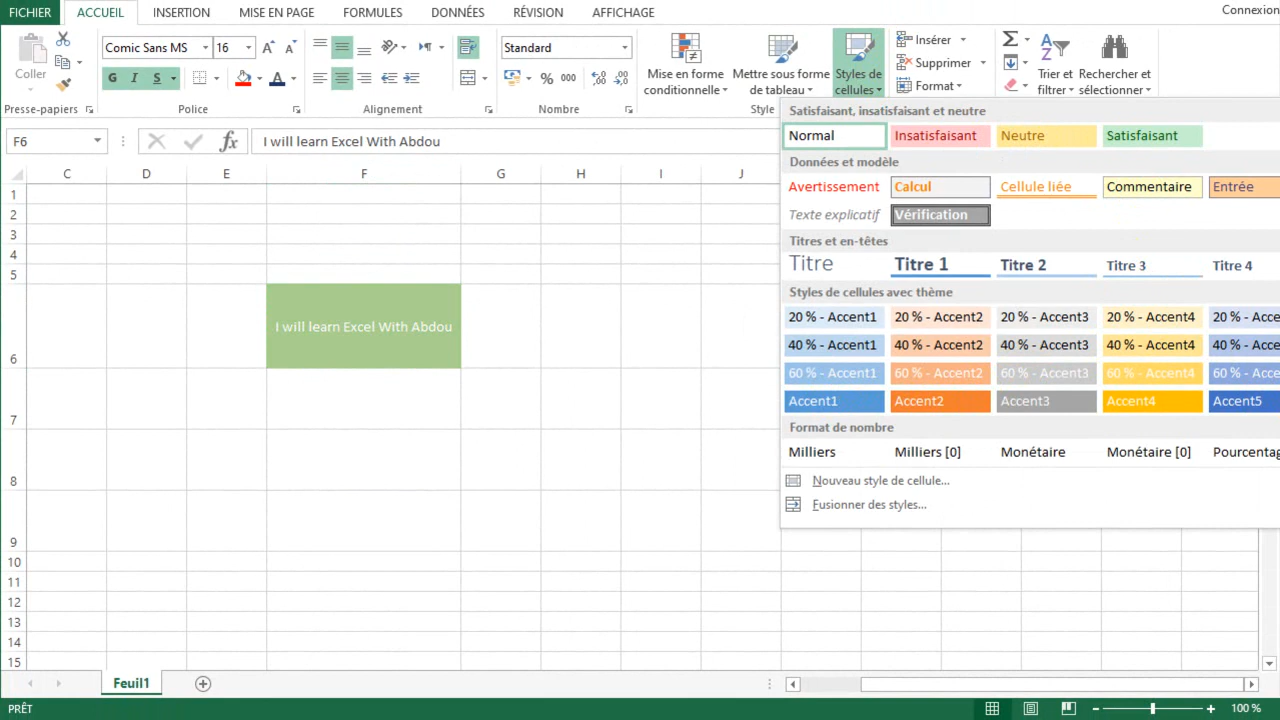 Connexion
FICHIER ACCUEIL INSERTION MISE EN PAGE FORMULES DONNÉES RÉVISION AFFICHAGE
Coller
Comic Sans MS 16
G I S
Standard
% 000
Mise en forme conditionnelle
Mettre sous forme de tableau
Styles de cellules
Insérer
Supprimer
Format
Trier et filtrer
Rechercher et sélectionner
Presse-papiers Police Alignement Nombre Style
F6 fx I will learn Excel With Abdou
C D E F G H I J
1
2
3
4
5
6
I will learn Excel With Abdou
7
8
9
10
11
12
13
14
15
Satisfaisant, insatisfaisant et neutre
Normal Insatisfaisant Neutre Satisfaisant
Données et modèle
Avertissement Calcul Cellule liée Commentaire Entrée
Texte explicatif Vérification
Titres et en-têtes
Titre Titre 1 Titre 2 Titre 3 Titre 4
Styles de cellules avec thème
20 % - Accent1 20 % - Accent2 20 % - Accent3 20 % - Accent4 20 % - Acce
40 % - Accent1 40 % - Accent2 40 % - Accent3 40 % - Accent4 40 % - Acce
60 % - Accent1 60 % - Accent2 60 % - Accent3 60 % - Accent4 60 % - Acce
Accent1 Accent2 Accent3 Accent4 Accent5
Format de nombre
Milliers Milliers [0] Monétaire Monétaire [0] Pourcentag
Nouveau style de cellule...
Fusionner des styles...
Feuil1
PRÊT
100 %